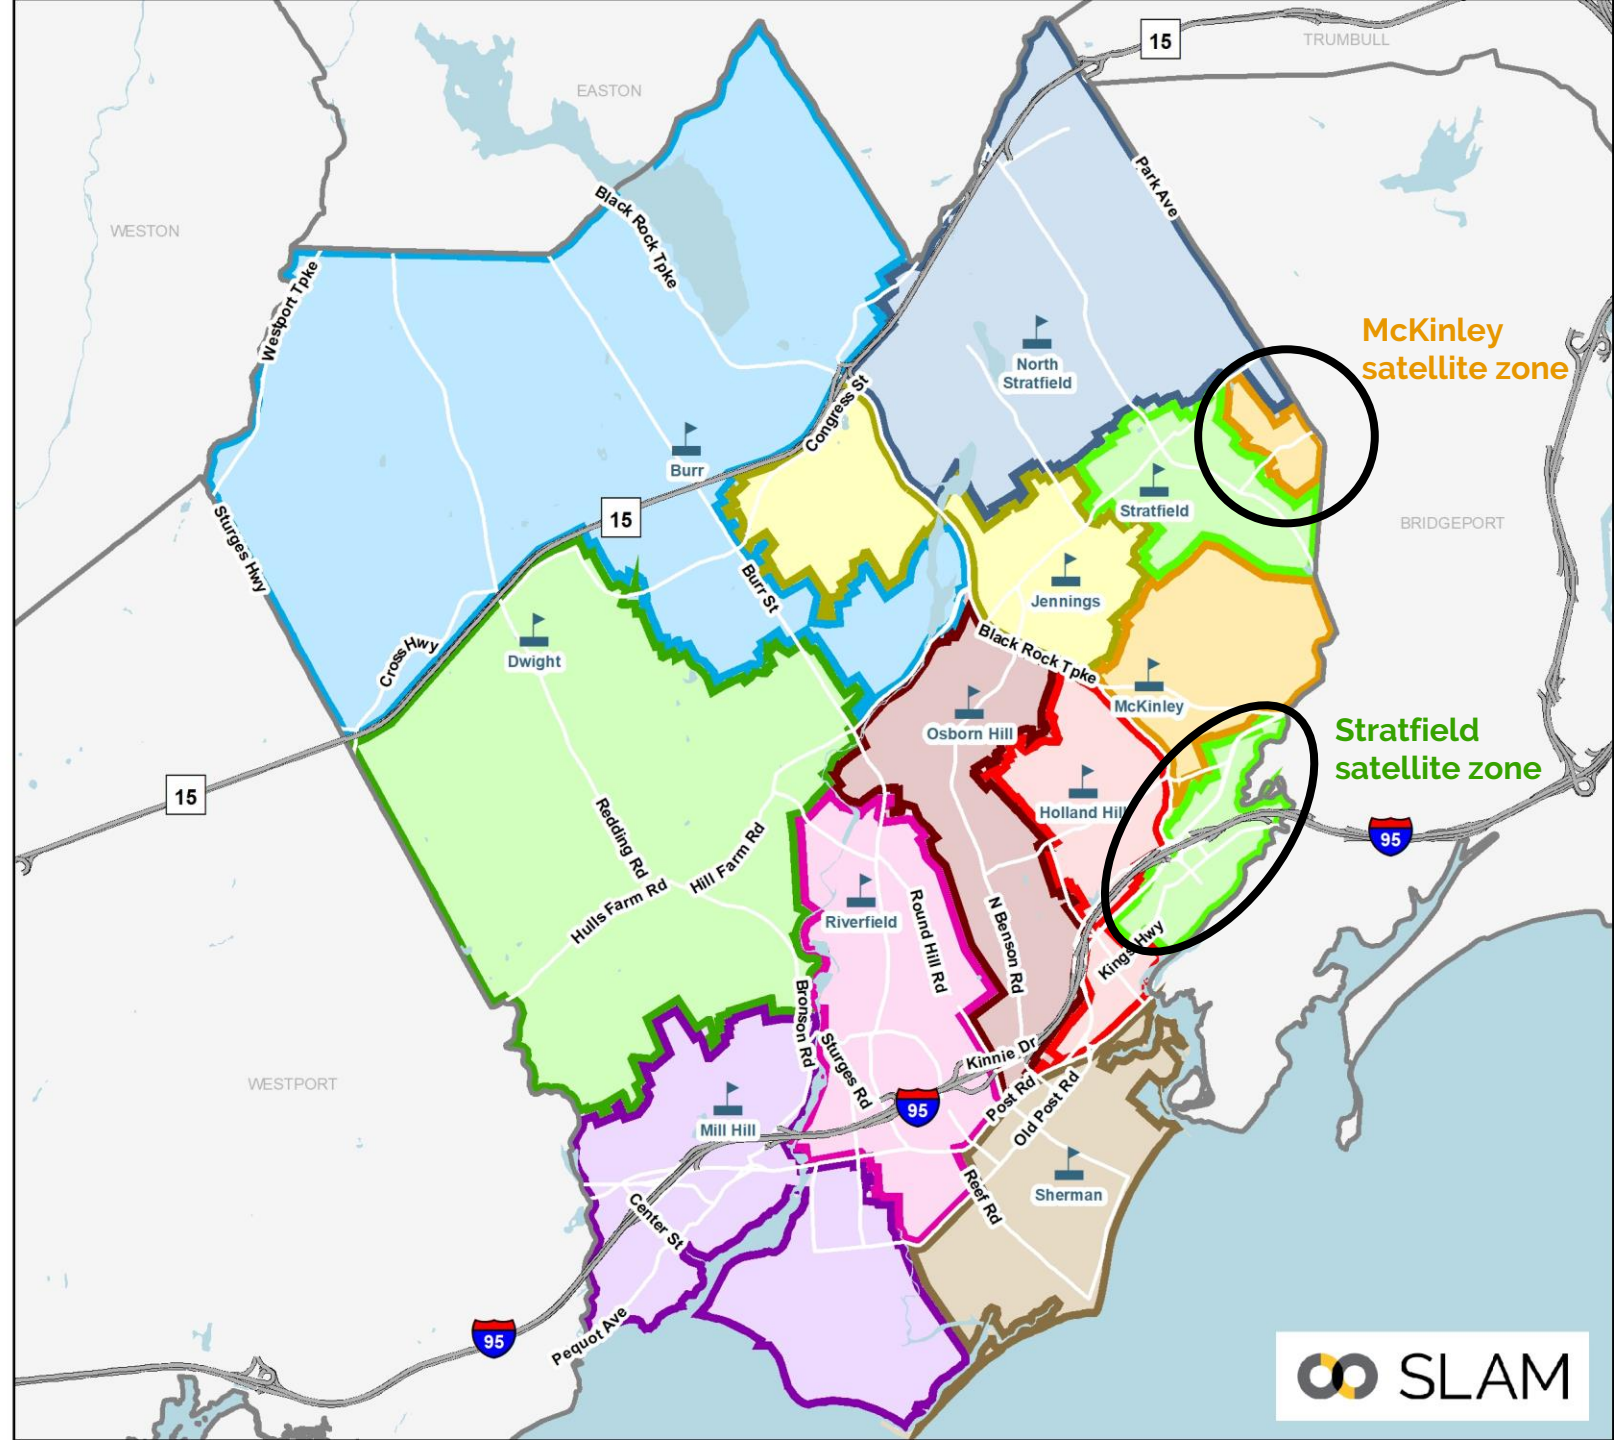 15
TRUMBULL
EASTON
Park Ave
Black Rock Tpke
WESTON
Westport Tpke
McKinley
satellite zone
North
Stratfield
Congress St
Burr
15
Stratfield
BRIDGEPORT
Sturges Hwy
Burr St
Jennings
Black Rock Tpke
Cross Hwy
Dwight
McKinley
Osborn Hill
Stratfield
satellite zone
15
Holland Hill
95
Redding Rd
Hill Farm Rd
Hulls Farm Rd
Riverfield
Round Hill Rd
N Benson Rd
Kings Hwy
Bronson Rd
Sturges Rd
Kinnie Dr
WESTPORT
95
Post Rd
Old Post Rd
Mill Hill
Sherman
Reef Rd
Center St
95
Pequot Ave
SLAM